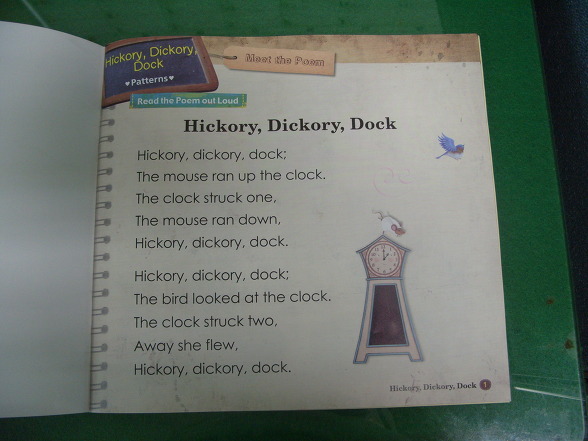 Hickory, Dickory,
Dock
♥Patterns♥
Meet the Poem
Read the Poem out Loud
Hickory, Dickory, Dock
Hickory, dickory, dock;
The mouse ran up the clock.
The clock struck one,
The mouse ran down,
Hickory, dickory, dock.
Hickory, dickory, dock;
The bird looked at the clock.
The clock struck two,
Away she flew,
Hickory, dickory, dock.
Hickory, Dickory, Dock 1